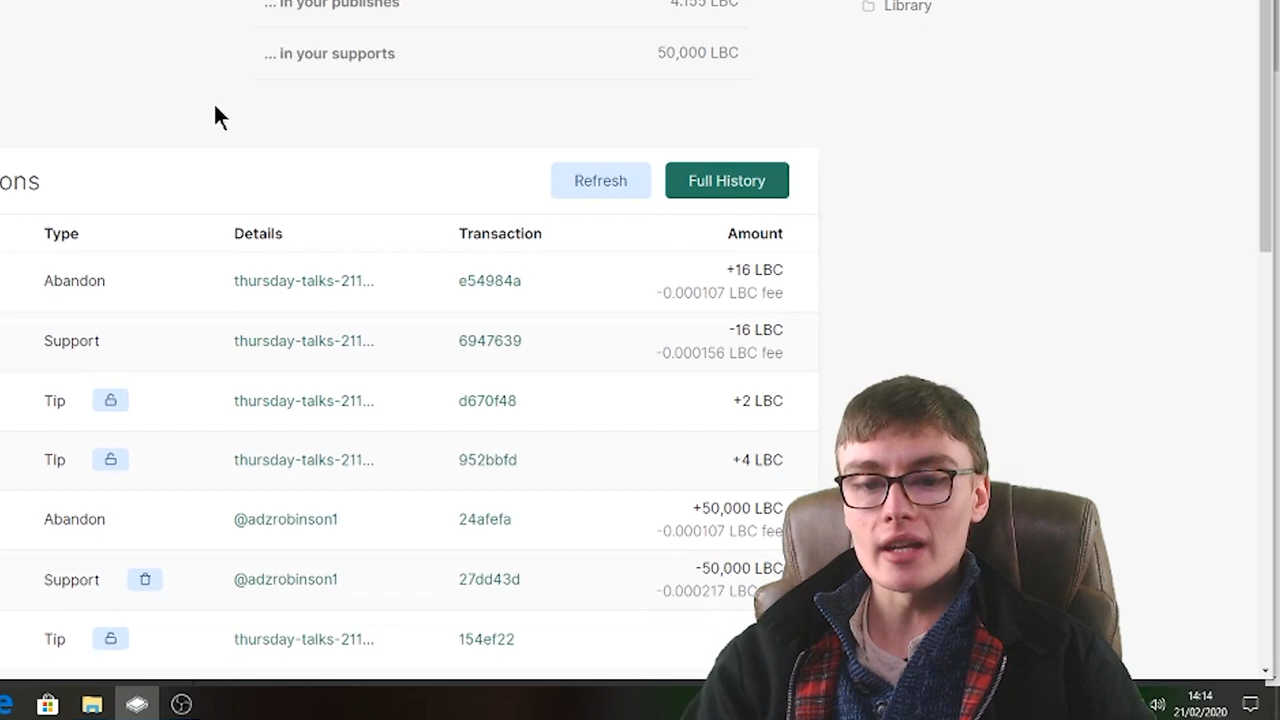 ... in your publishes 4.155 LBC
Library
... in your supports 50,000 LBC
ons Refresh Full History
Type Details Transaction Amount
Abandon thursday-talks-211... e54984a +16 LBC
-0.000107 LBC fee
Support thursday-talks-211... 6947639 -16 LBC
-0.000156 LBC fee
Tip thursday-talks-211... d670f48 +2 LBC
Tip thursday-talks-211... 952bbfd +4 LBC
Abandon @adzrobinson1 24afefa +50,000 LBC
-0.000107 LBC fee
Support @adzrobinson1 27dd43d -50,000 LBC
-0.000217 LBC
Tip thursday-talks-211... 154ef22
14:14
21/02/2020